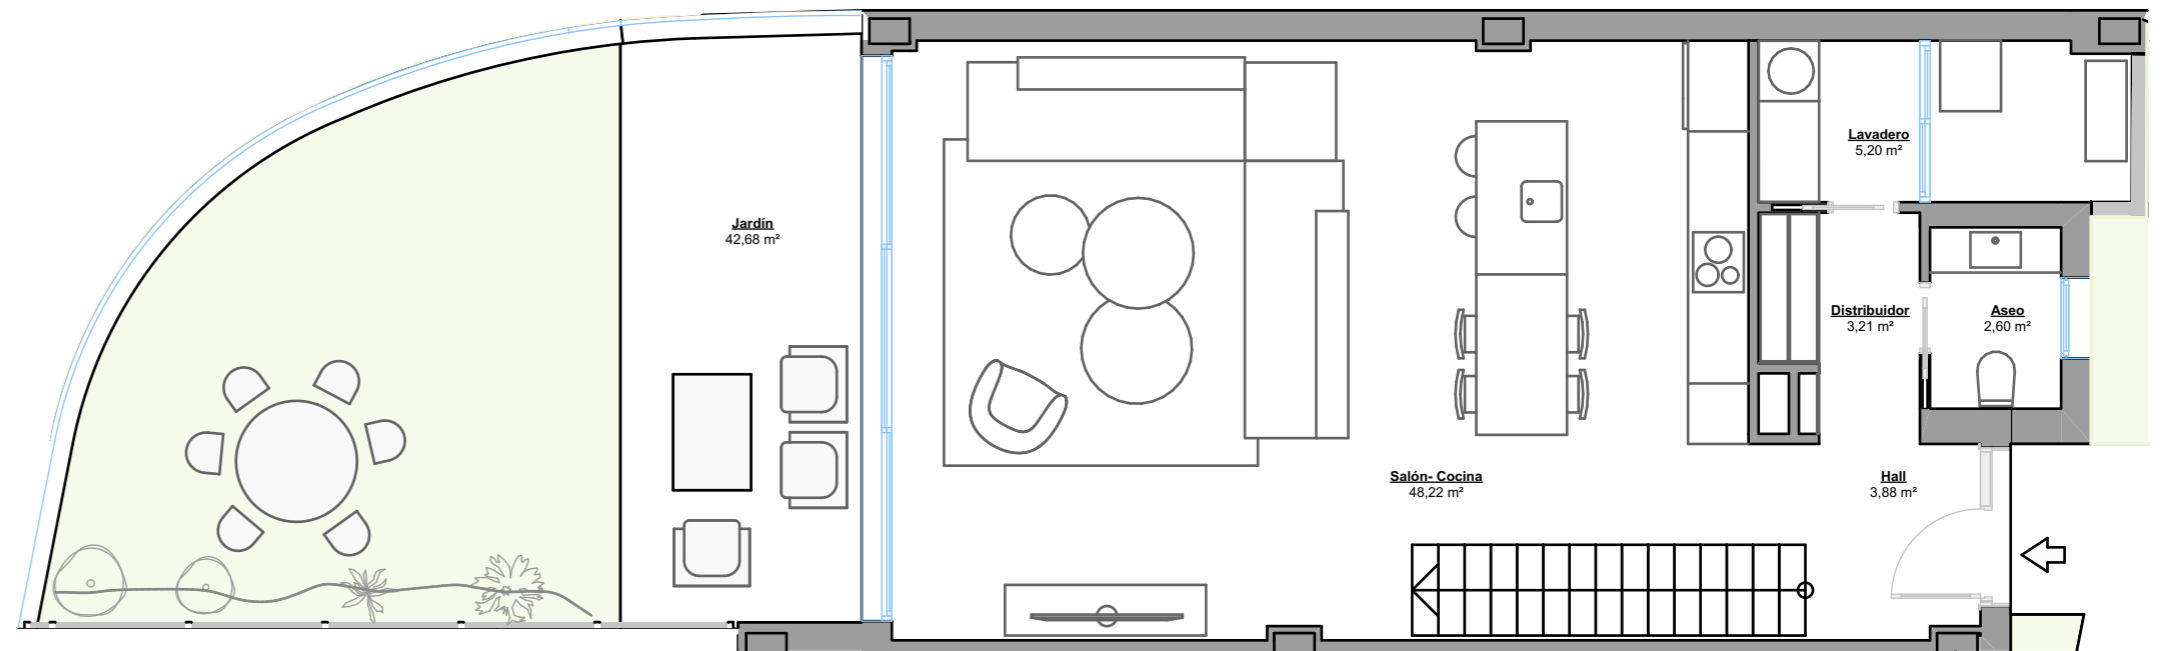 Lavadero
5,20 m²
Jardín
42,68 m²
Distribuidor
3,21 m²
Aseo
2,60 m²
Salón- Cocina
48,22 m²
Hall
3,88 m²